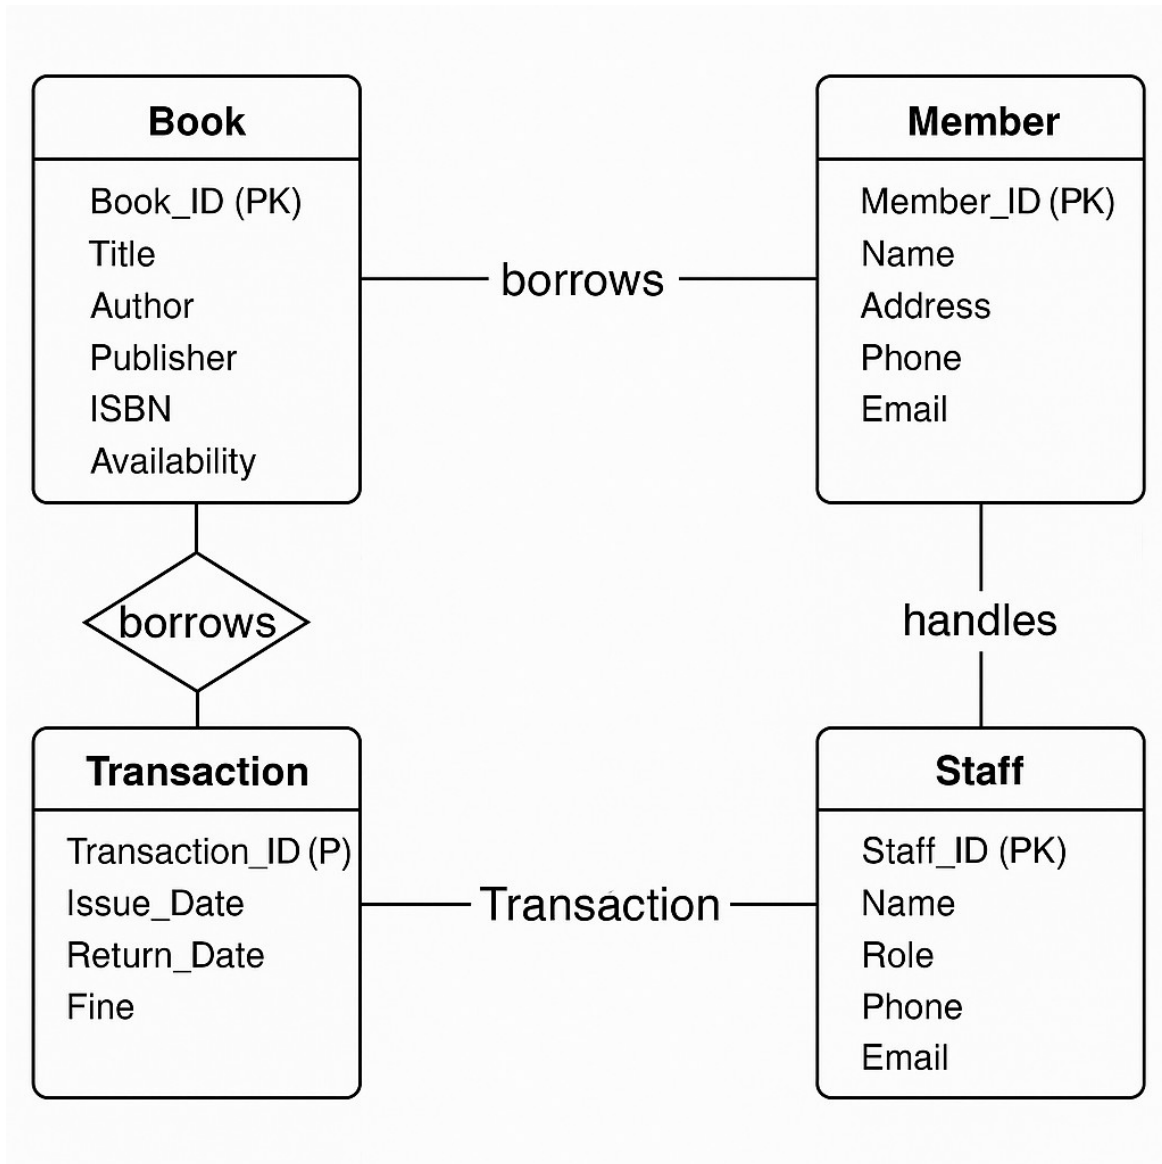 Book
Book_ID (PK)
Title
Author
Publisher
ISBN
Availability
borrows
Member
Member_ID (PK)
Name
Address
Phone
Email
borrows
handles
Transaction
Transaction_ID (P)
Issue_Date
Return_Date
Fine
Transáction
Staff
Staff_ID (PK)
Name
Role
Phone
Email